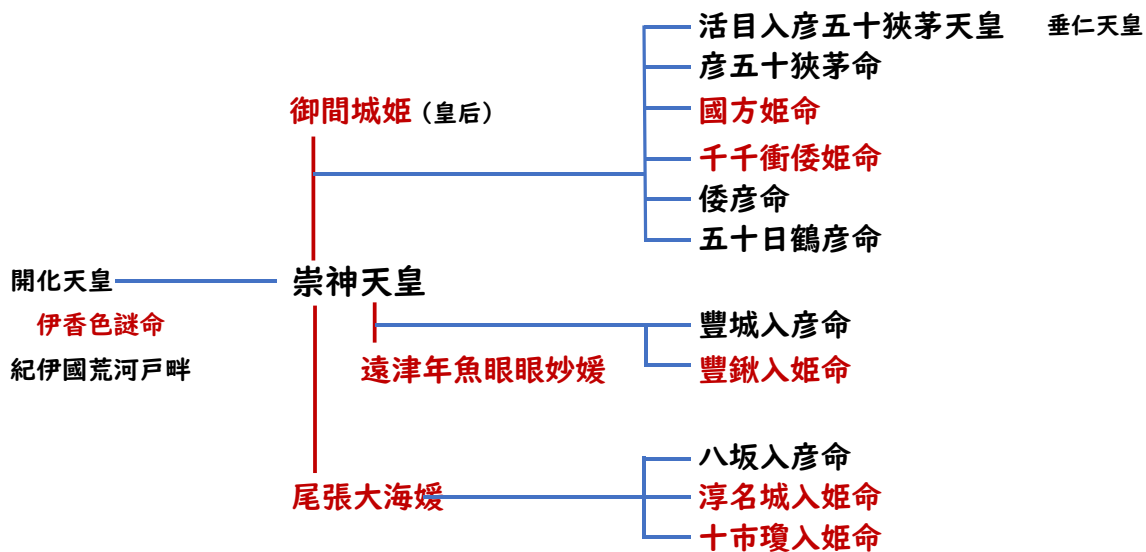 活目入彦五十狹茅天皇 垂仁天皇
彦五十狹茅命
御間城姫（皇后）
國方姫命
千千衝倭姫命
倭彦命
五十日鶴彦命
開化天皇
崇神天皇
伊香色謎命
豐城入彦命
紀伊國荒河戸畔
遠津年魚眼眼妙媛
豐鍬入姫命
八坂入彦命
尾張大海媛
淳名城入姫命
十市瓊入姫命